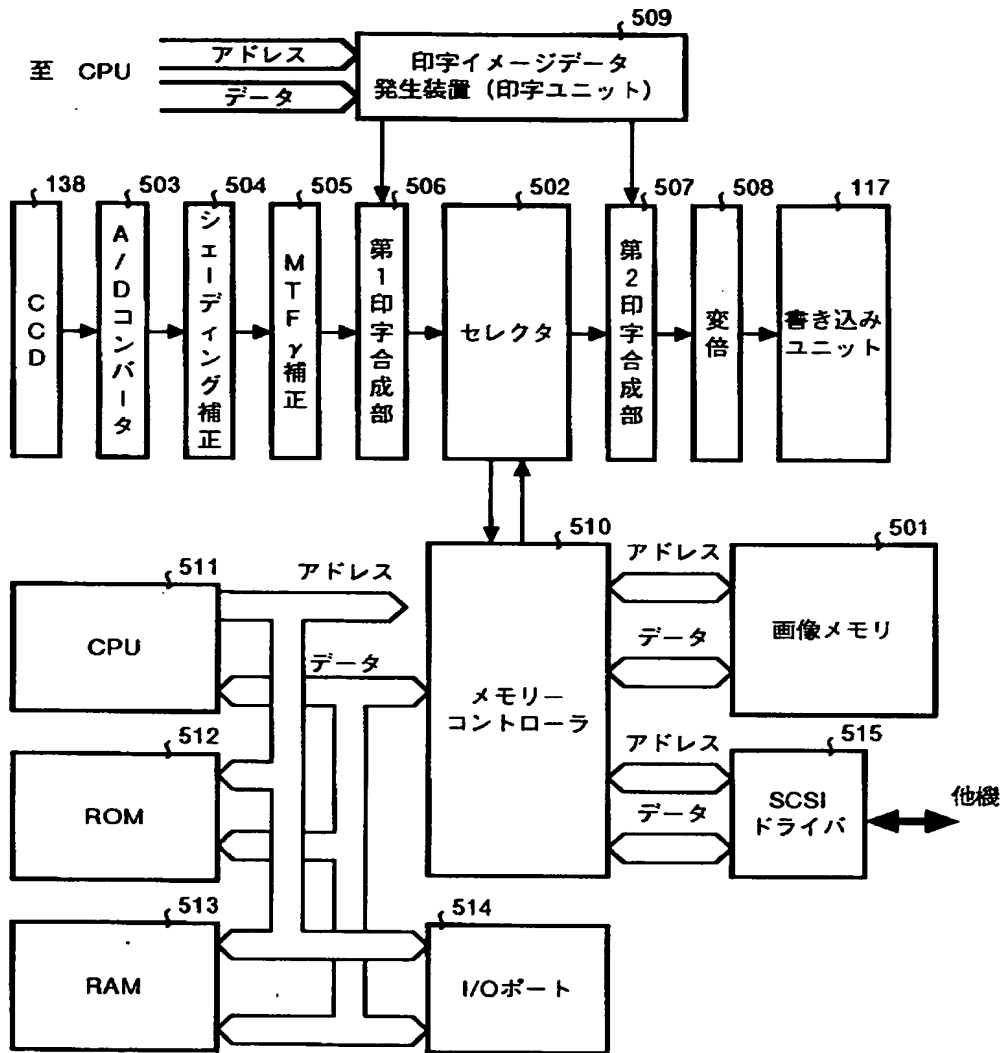 509
至 CPU
アドレス
データ
印字イメージデータ
発生装置(印字ユニット)
138
503
504
505
506
502
507
508
117
CCD
A/Dコンバータ
シェーディング補正
MTFγ補正
第1印字合成部
セレクタ
第2印字合成部
変倍
書き込み
ユニット
510
501
511
アドレス
アドレス
CPU
データ
データ
画像メモリ
メモリー
コントローラ
512
アドレス
515
ROM
データ
SCSI
ドライバ
他機
513
514
RAM
I/Oポート